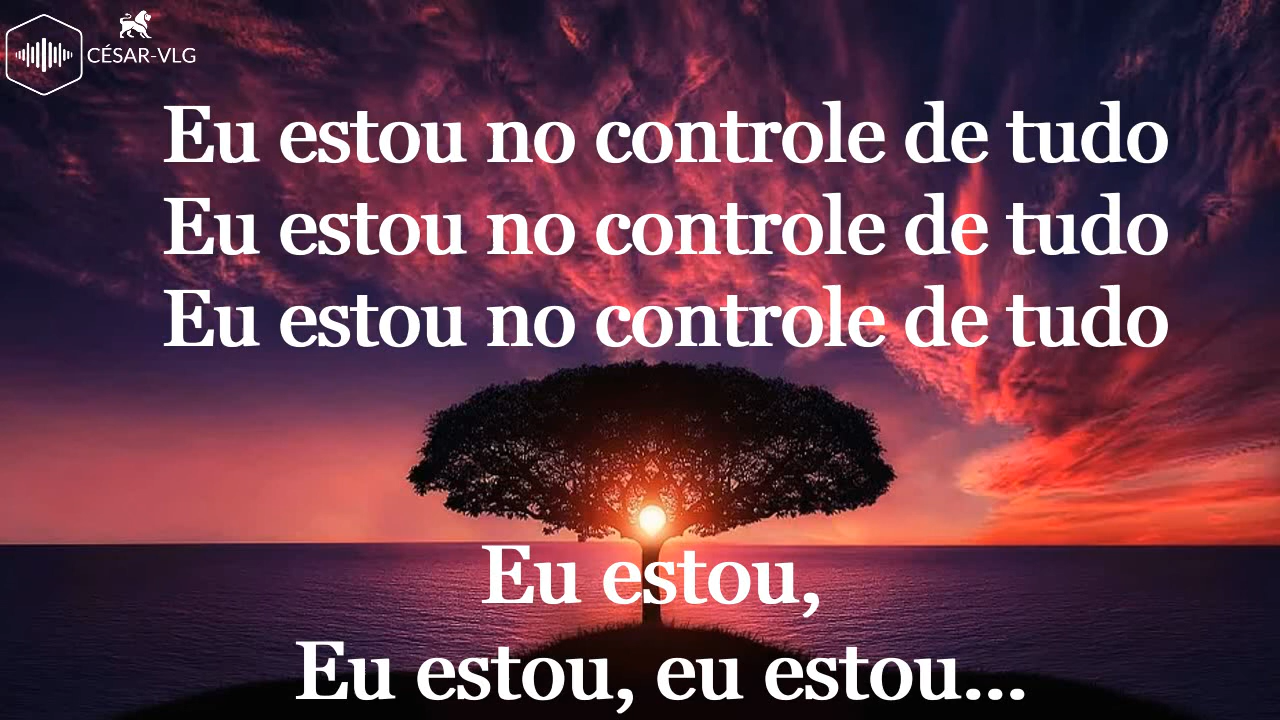 CÉSAR-VLG
Eu estou no controle de tudo
Eu estou no controle de tudo
Eu estou no controle de tudo
Eu estou,
Eu estou, eu estou...